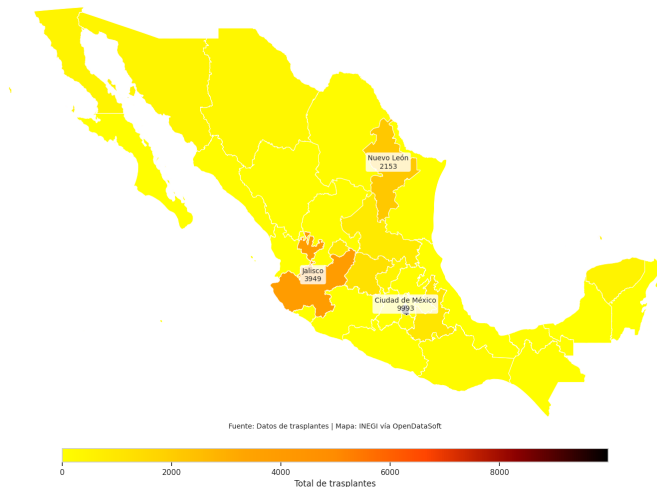 Nuevo León
2153
Jalisco
3949
Ciudad de México
9993
Fuente: Datos de trasplantes | Mapa: INEGI vía OpenDataSoft
0 2000 4000 6000 8000
Total de trasplantes